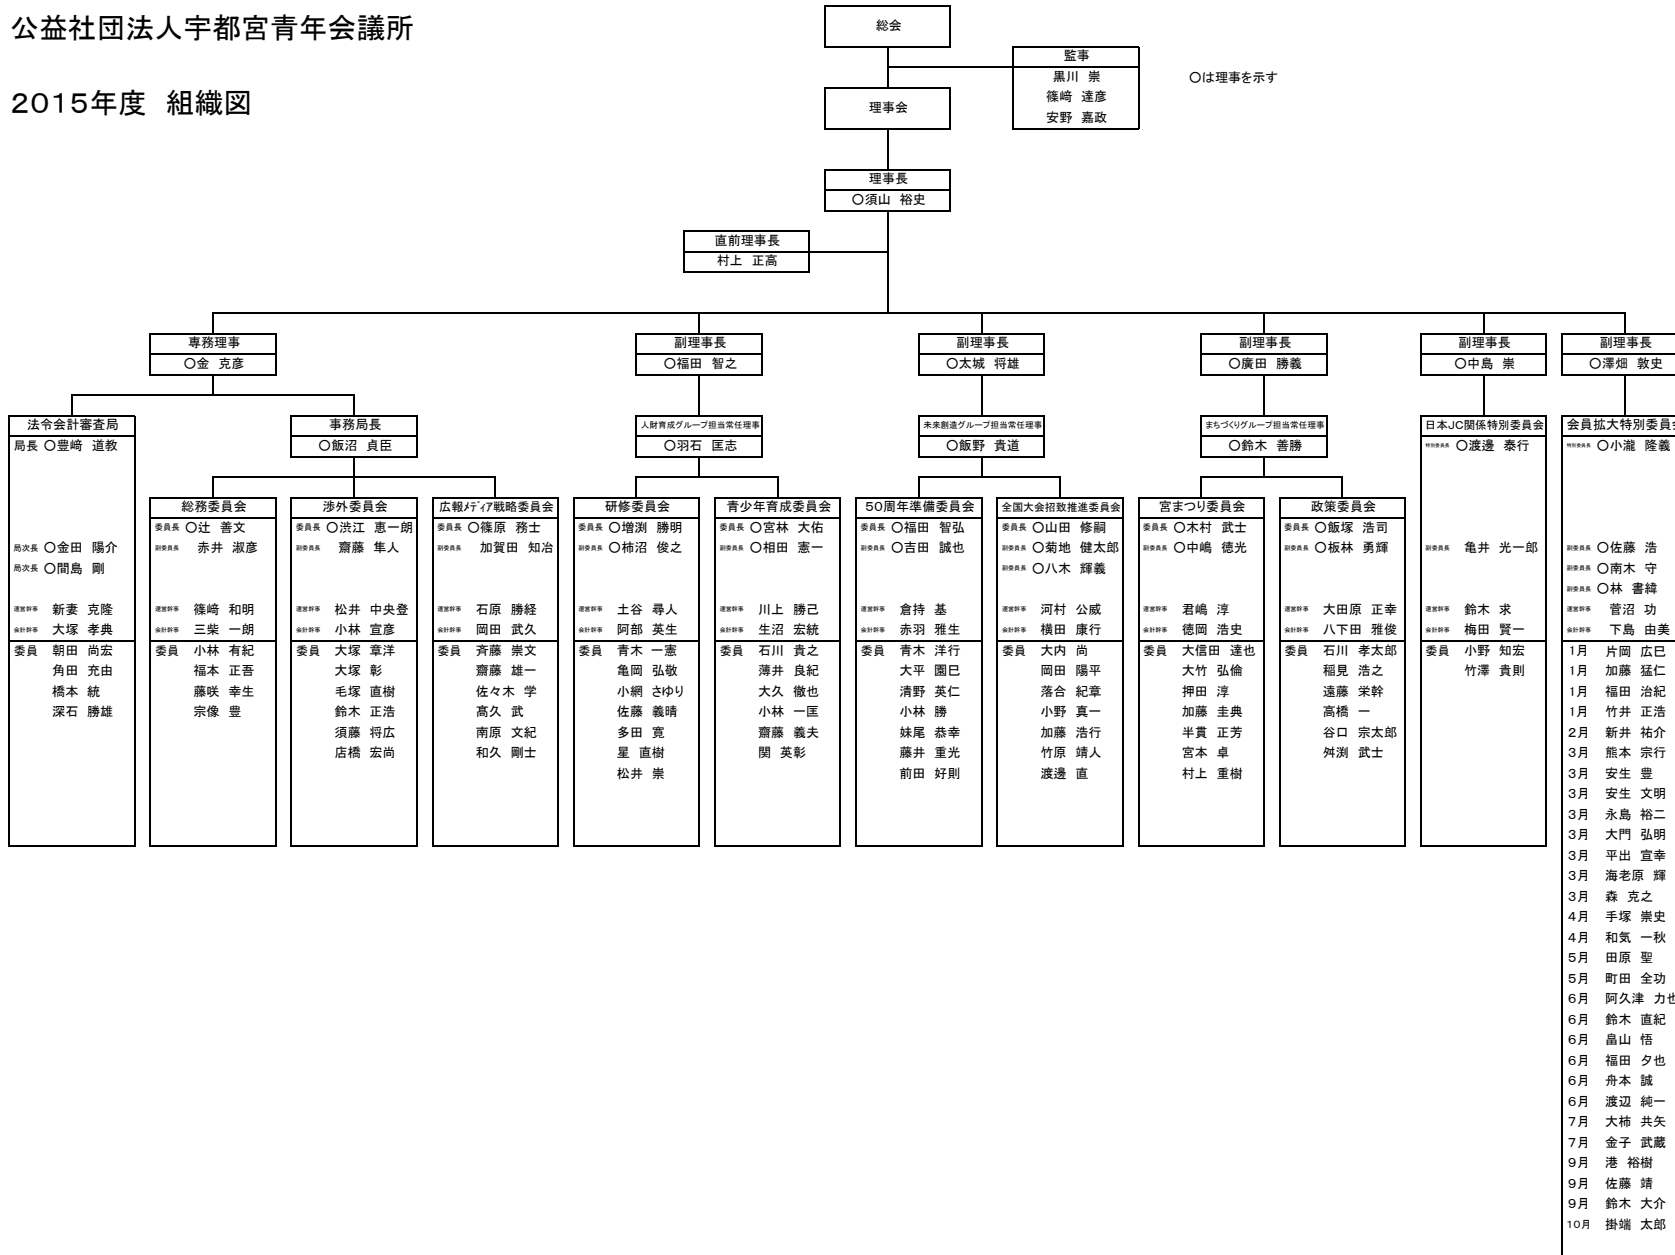 公益社団法人宇都宮青年会議所
2015年度 組織図
総会
監事
黒川 崇
篠﨑 達彦
安野 嘉政
○は理事を示す
理事会
理事長
○須山 裕史
直前理事長
村上 正高
専務理事
○金 克彦
副理事長
○福田 智之
副理事長
○太城 将雄
副理事長
○廣田 勝義
副理事長
○中島 崇
副理事長
○澤畑 敦史
法令会計審査局
局長 ○豊﨑 道教
局次長 ○金田 陽介
局次長 ○間島 剛
運営幹事 新妻 克隆
会計幹事 大塚 孝典
委員 朝田 尚宏
角田 充由
橋本 統
深石 勝雄
事務局長
○飯沼 貞臣
総務委員会
委員長 ○辻 善文
副委員長 赤井 淑彦
運営幹事 篠﨑 和明
会計幹事 三柴 一朗
委員 小林 有紀
福本 正吾
藤咲 幸生
宗像 豊
渉外委員会
委員長 ○渋江 恵一朗
副委員長 齋藤 隼人
運営幹事 松井 中央登
会計幹事 小林 宣彦
委員 大塚 章洋
大塚 彰
毛塚 直樹
鈴木 正浩
須藤 将広
店橋 宏尚
広報メディア戦略委員会
委員長 ○篠原 務士
副委員長 加賀田 知冶
運営幹事 石原 勝経
会計幹事 岡田 武久
委員 斉藤 崇文
齋藤 雄一
佐々木 学
髙久 武
南原 文紀
和久 剛士
人財育成グループ担当常任理事
○羽石 匡志
研修委員会
委員長 ○増渕 勝明
副委員長 ○柿沼 俊之
運営幹事 土谷 尋人
会計幹事 阿部 英生
委員 青木 一憲
亀岡 弘敬
小網 さゆり
佐藤 義晴
多田 寛
星 直樹
松井 崇
青少年育成委員会
委員長 ○宮林 大佑
副委員長 ○相田 憲一
運営幹事 川上 勝己
会計幹事 生沼 宏統
委員 石川 貴之
薄井 良紀
大久 徹也
小林 一匡
齋藤 義夫
関 英彰
未来創造グループ担当常任理事
○飯野 貴道
50周年準備委員会
委員長 ○福田 智弘
副委員長 ○吉田 誠也
運営幹事 倉持 基
会計幹事 赤羽 雅生
委員 青木 洋行
大平 園巳
清野 英仁
小林 勝
妹尾 恭幸
藤井 重光
前田 好則
全国大会招致推進委員会
委員長 ○山田 修嗣
副委員長 ○菊地 健太郎
副委員長 ○八木 輝義
運営幹事 河村 公威
会計幹事 横田 康行
委員 大内 尚
岡田 陽平
落合 紀章
小野 真一
加藤 浩行
竹原 靖人
渡邊 直
まちづくりグループ担当常任理事
○鈴木 善勝
宮まつり委員会
委員長 ○木村 武士
副委員長 ○中嶋 徳光
運営幹事 君嶋 淳
会計幹事 徳岡 浩史
委員 大信田 達也
大竹 弘倫
押田 淳
加藤 圭典
半貫 正芳
宮本 卓
村上 重樹
政策委員会
委員長 ○飯塚 浩司
副委員長 ○板林 勇輝
運営幹事 大田原 正幸
会計幹事 八下田 雅俊
委員 石川 孝太郎
稲見 浩之
遠藤 栄幹
高橋 一
谷口 宗太郎
舛渕 武士
日本JC関係特別委員会
特別委員長 ○渡邊 泰行
副委員長 亀井 光一郎
運営幹事 鈴木 求
会計幹事 梅田 賢一
委員 小野 知宏
竹澤 貴則
会員拡大特別委員会
特別委員長 ○小瀧 隆義
副委員長 ○佐藤 浩
副委員長 ○南木 守
副委員長 ○林 書緯
運営幹事 菅沼 功
会計幹事 下島 由美
1月 片岡 広巳
1月 加藤 猛仁
1月 福田 治紀
1月 竹井 正浩
2月 新井 祐介
3月 熊本 宗行
3月 安生 豊
3月 安生 文明
3月 永島 裕二
3月 大門 弘明
3月 平出 宣幸
3月 海老原 輝
3月 森 克之
4月 手塚 崇史
4月 和気 一秋
5月 田原 聖
5月 町田 全功
6月 阿久津 力也
6月 鈴木 直紀
6月 畠山 悟
6月 福田 夕也
6月 舟本 誠
6月 渡辺 純一
7月 大柿 共矢
7月 金子 武蔵
9月 港 裕樹
9月 佐藤 靖
9月 鈴木 大介
10月 掛端 太郎